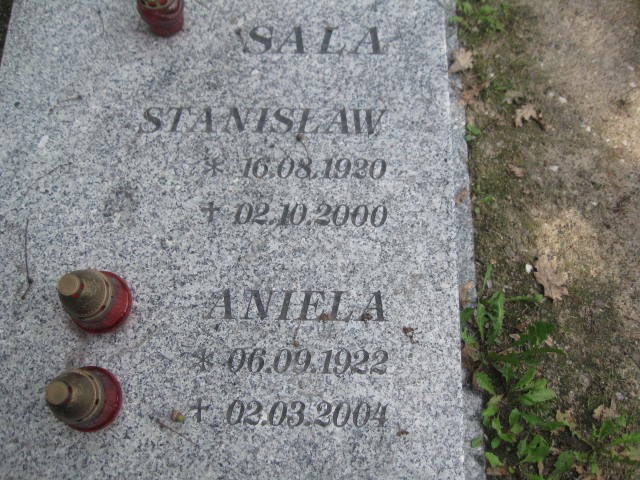 SALA
STANISŁAW
* 16.08.1920
† 02.10.2000
ANIELA
* 06.09.1922
† 02.03.2004